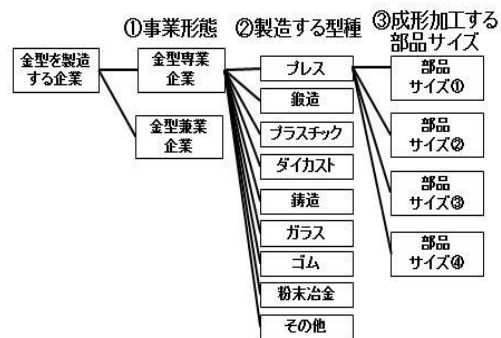 ①事業形態
②製造する型種
③成形加工する
部品サイズ
金型を製造
する企業
金型専業
企業
金型兼業
企業
プレス
鍛造
プラスチック
ダイカスト
鋳造
ガラス
ゴム
粉末冶金
その他
部品
サイズ①
部品
サイズ②
部品
サイズ③
部品
サイズ④